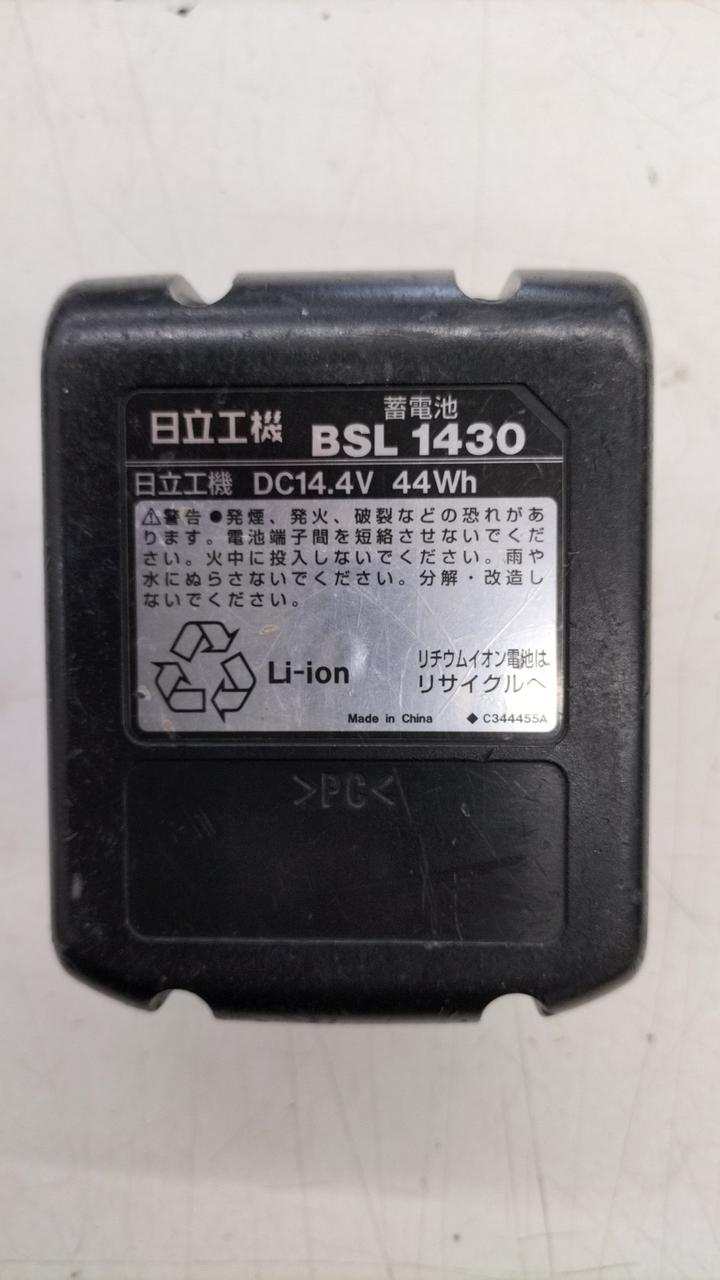 蓄電池
日立工機 BSL 1430
日立工機 DC14.4V 44Wh
⚠警告 ●発煙、発火、破裂などの恐れがあ
ります。電池端子間を短絡させないでくだ
さい。火中に投入しないでください。雨や
水にぬらさないでください。分解・改造し
ないでください。
Li-ion
リチウムイオン電池は
リサイクルへ
Made in China ◆ C344455A
>PC<